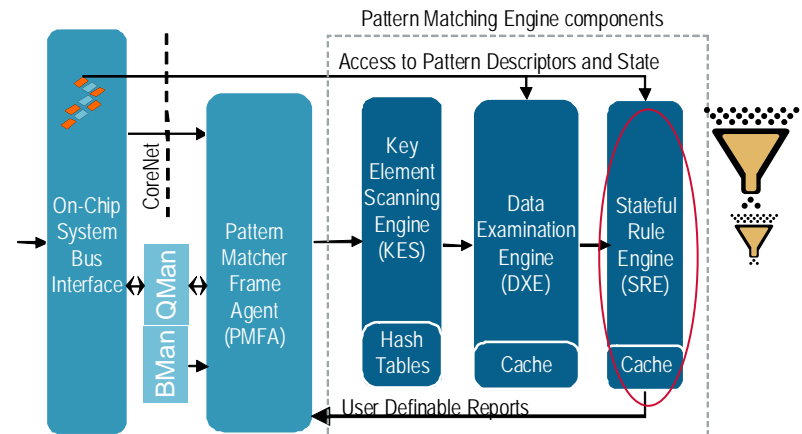 Pattern Matching Engine components
Access to Pattern Descriptors and State
CoreNet
On-Chip
System
Bus
Interface
QMan
BMan
Pattern
Matcher
Frame
Agent
(PMFA)
Key
Element
Scanning
Engine
(KES)
Hash
Tables
Data
Examination
Engine
(DXE)
Cache
Stateful
Rule
Engine
(SRE)
Cache
User Definable Reports